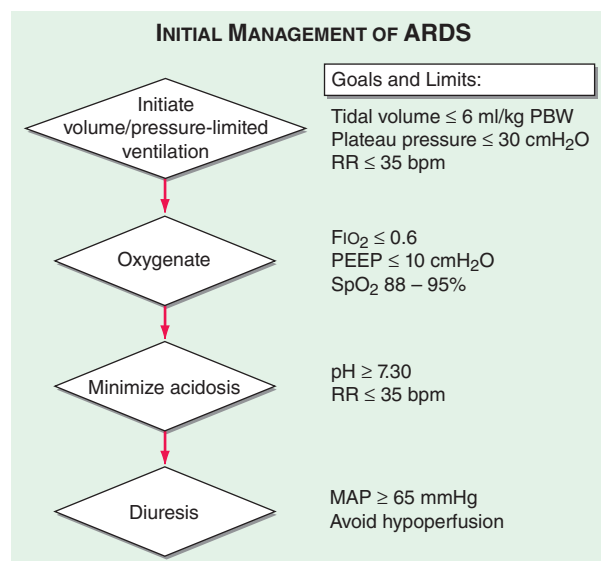 INITIAL MANAGEMENT OF ARDS
Goals and Limits:
Initiate
volume/pressure-limited
ventilation
Tidal volume ≤ 6 ml/kg PBW
Plateau pressure ≤ 30 cmH₂O
RR ≤ 35 bpm
Oxygenate
FIO₂ ≤ 0.6
PEEP ≤ 10 cmH₂O
SpO₂ 88 – 95%
Minimize acidosis
pH ≥ 7.30
RR ≤ 35 bpm
Diuresis
MAP ≥ 65 mmHg
Avoid hypoperfusion